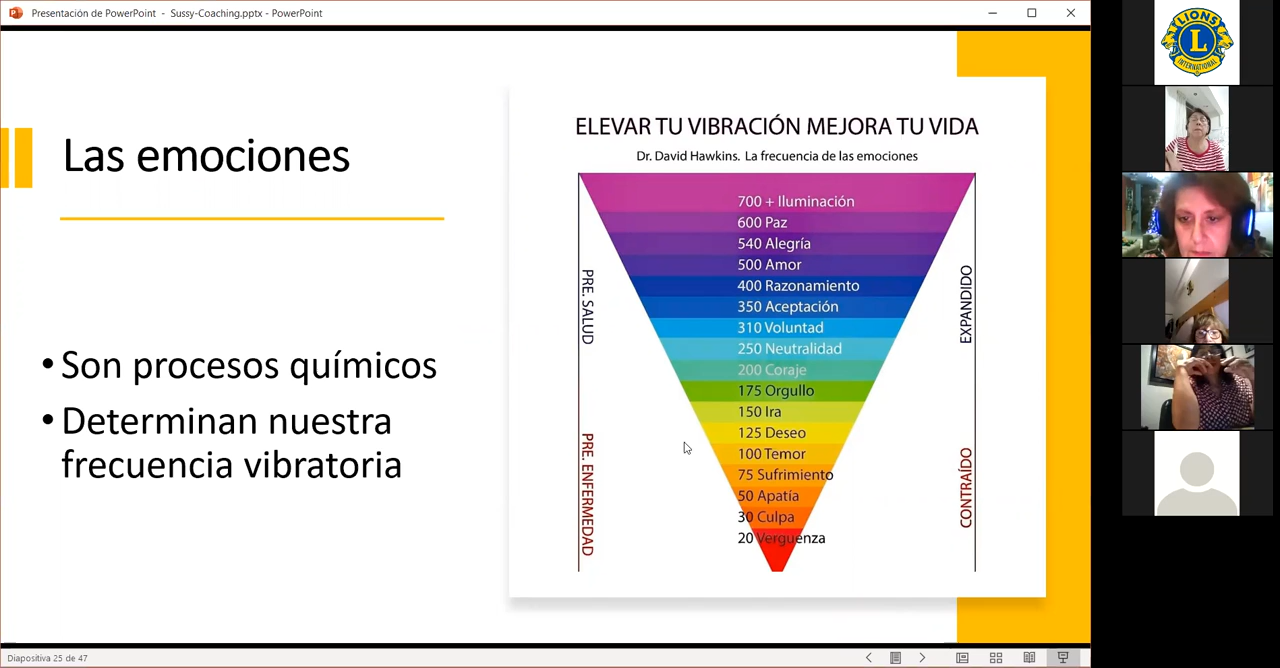 Presentación de PowerPoint - Sussy-Coaching.pptx - PowerPoint
Las emociones
• Son procesos químicos
• Determinan nuestra
frecuencia vibratoria
ELEVAR TU VIBRACIÓN MEJORA TU VIDA
Dr. David Hawkins. La frecuencia de las emociones
700 + Iluminación
600 Paz
540 Alegría
500 Amor
400 Razonamiento
350 Aceptación
310 Voluntad
250 Neutralidad
200 Coraje
175 Orgullo
150 Ira
125 Deseo
100 Temor
75 Sufrimiento
50 Apatía
30 Culpa
20 Verguenza
PRE. SALUD
PRE. ENFERMEDAD
EXPANDIDO
CONTRAÍDO
Diapositiva 25 de 47
LIONS
L
INTERNATIONAL